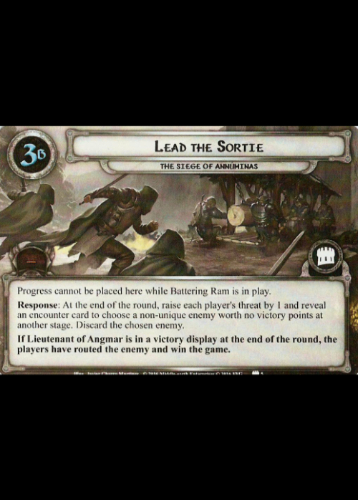 3B
LEAD THE SORTIE
THE SIEGE OF ANNUMINAS
Progress cannot be placed here while Battering Ram is in play.
Response: At the end of the round, raise each player's threat by 1 and reveal
an encounter card to choose a non-unique enemy worth no victory points at
another stage. Discard the chosen enemy.
If Lieutenant of Angmar is in a victory display at the end of the round, the
players have routed the enemy and win the game.